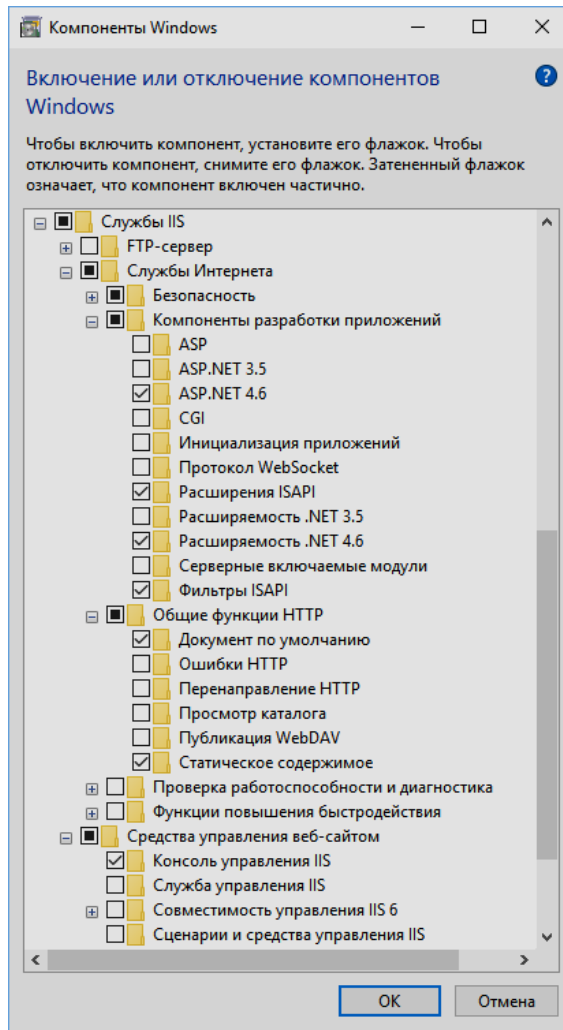 Компоненты Windows
Включение или отключение компонентов
Windows
Чтобы включить компонент, установите его флажок. Чтобы
отключить компонент, снимите его флажок. Затененный флажок
означает, что компонент включен частично.
Службы IIS
FTP-сервер
Службы Интернета
Безопасность
Компоненты разработки приложений
ASP
ASP.NET 3.5
ASP.NET 4.6
CGI
Инициализация приложений
Протокол WebSocket
Расширения ISAPI
Расширяемость .NET 3.5
Расширяемость .NET 4.6
Серверные включаемые модули
Фильтры ISAPI
Общие функции HTTP
Документ по умолчанию
Ошибки HTTP
Перенаправление HTTP
Просмотр каталога
Публикация WebDAV
Статическое содержимое
Проверка работоспособности и диагностика
Функции повышения быстродействия
Средства управления веб-сайтом
Консоль управления IIS
Служба управления IIS
Совместимость управления IIS 6
Сценарии и средства управления IIS
ОК Отмена